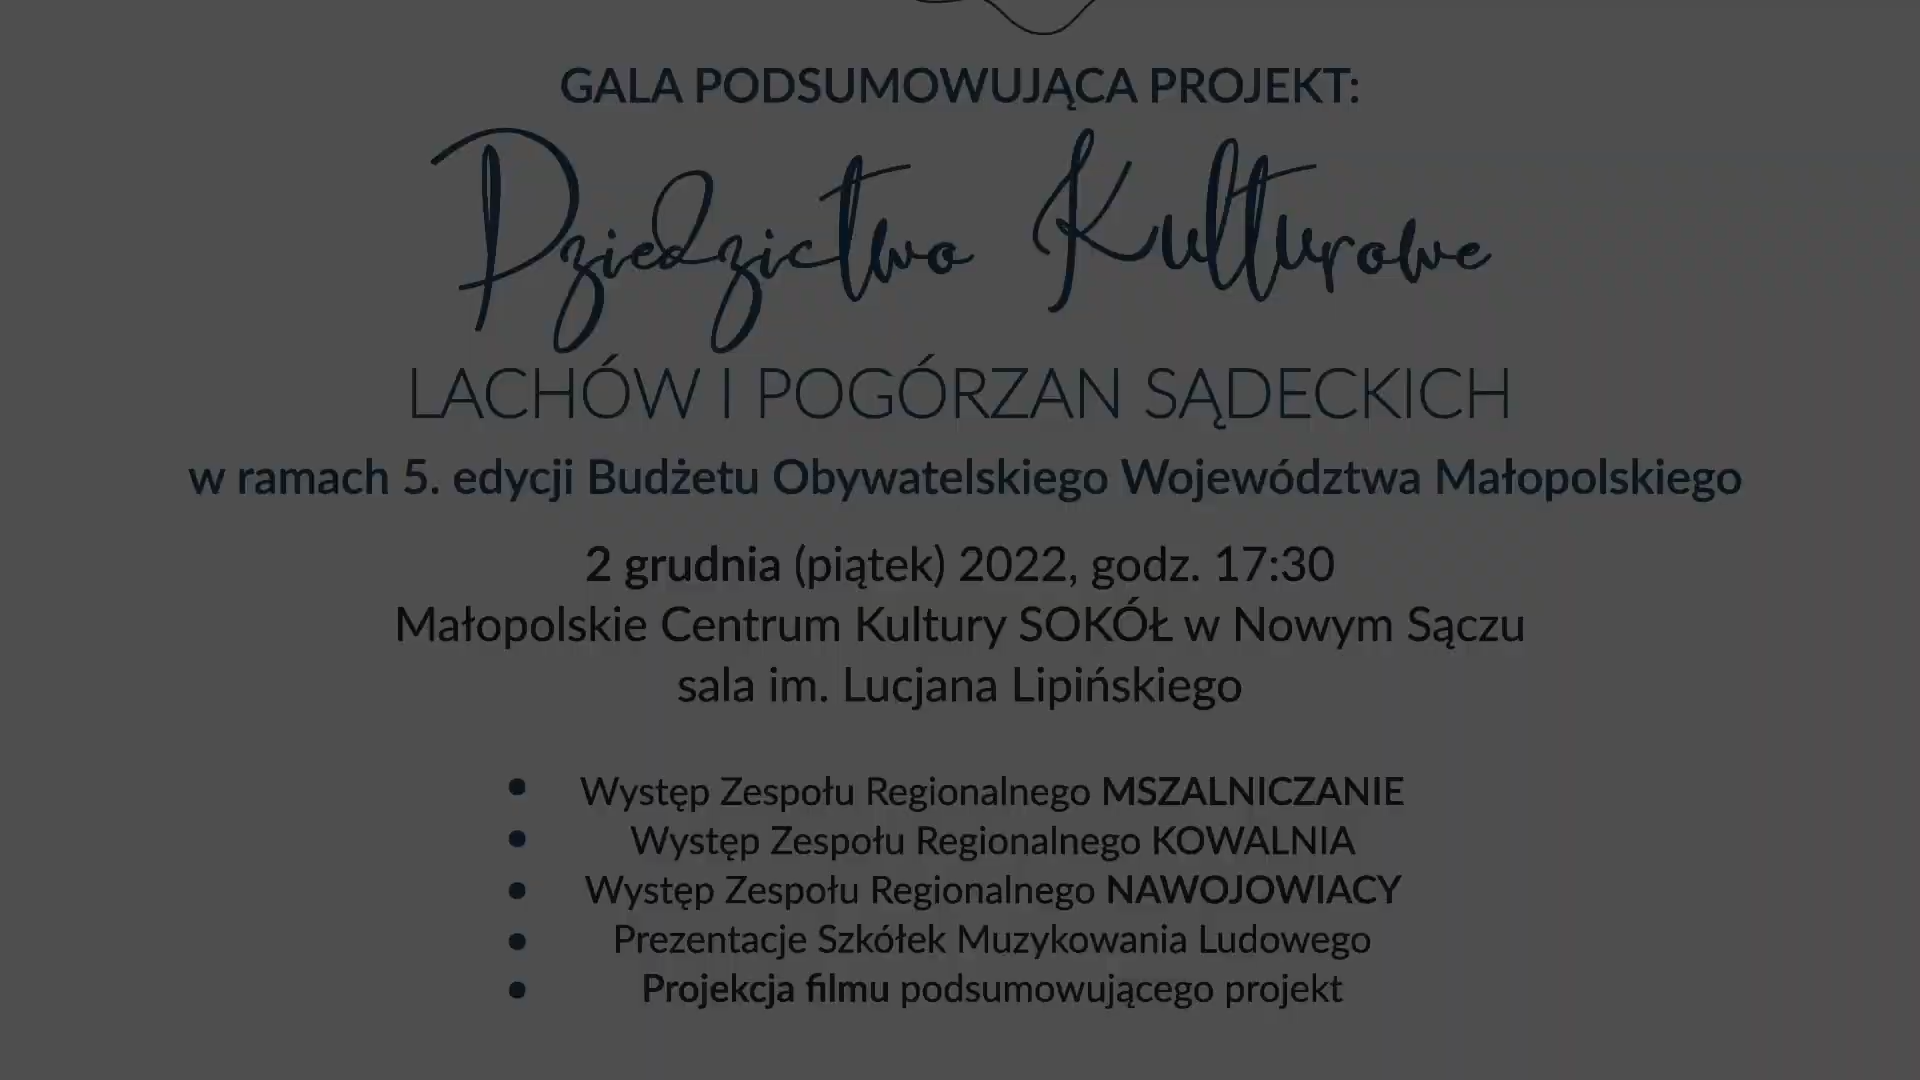 GALA PODSUMOWUJĄCA PROJEKT:
Dziedzictwo Kulturowe
LACHÓW I POGÓRZAN SĄDECKICH
w ramach 5. edycji Budżetu Obywatelskiego Województwa Małopolskiego
2 grudnia (piątek) 2022, godz. 17:30
Małopolskie Centrum Kultury SOKÓŁ w Nowym Sączu
sala im. Lucjana Lipińskiego
• Występ Zespołu Regionalnego MSZALNICZANIE
• Występ Zespołu Regionalnego KOWALNIA
• Występ Zespołu Regionalnego NAWOJOWIACY
• Prezentacje Szkółek Muzykowania Ludowego
• Projekcja filmu podsumowującego projekt